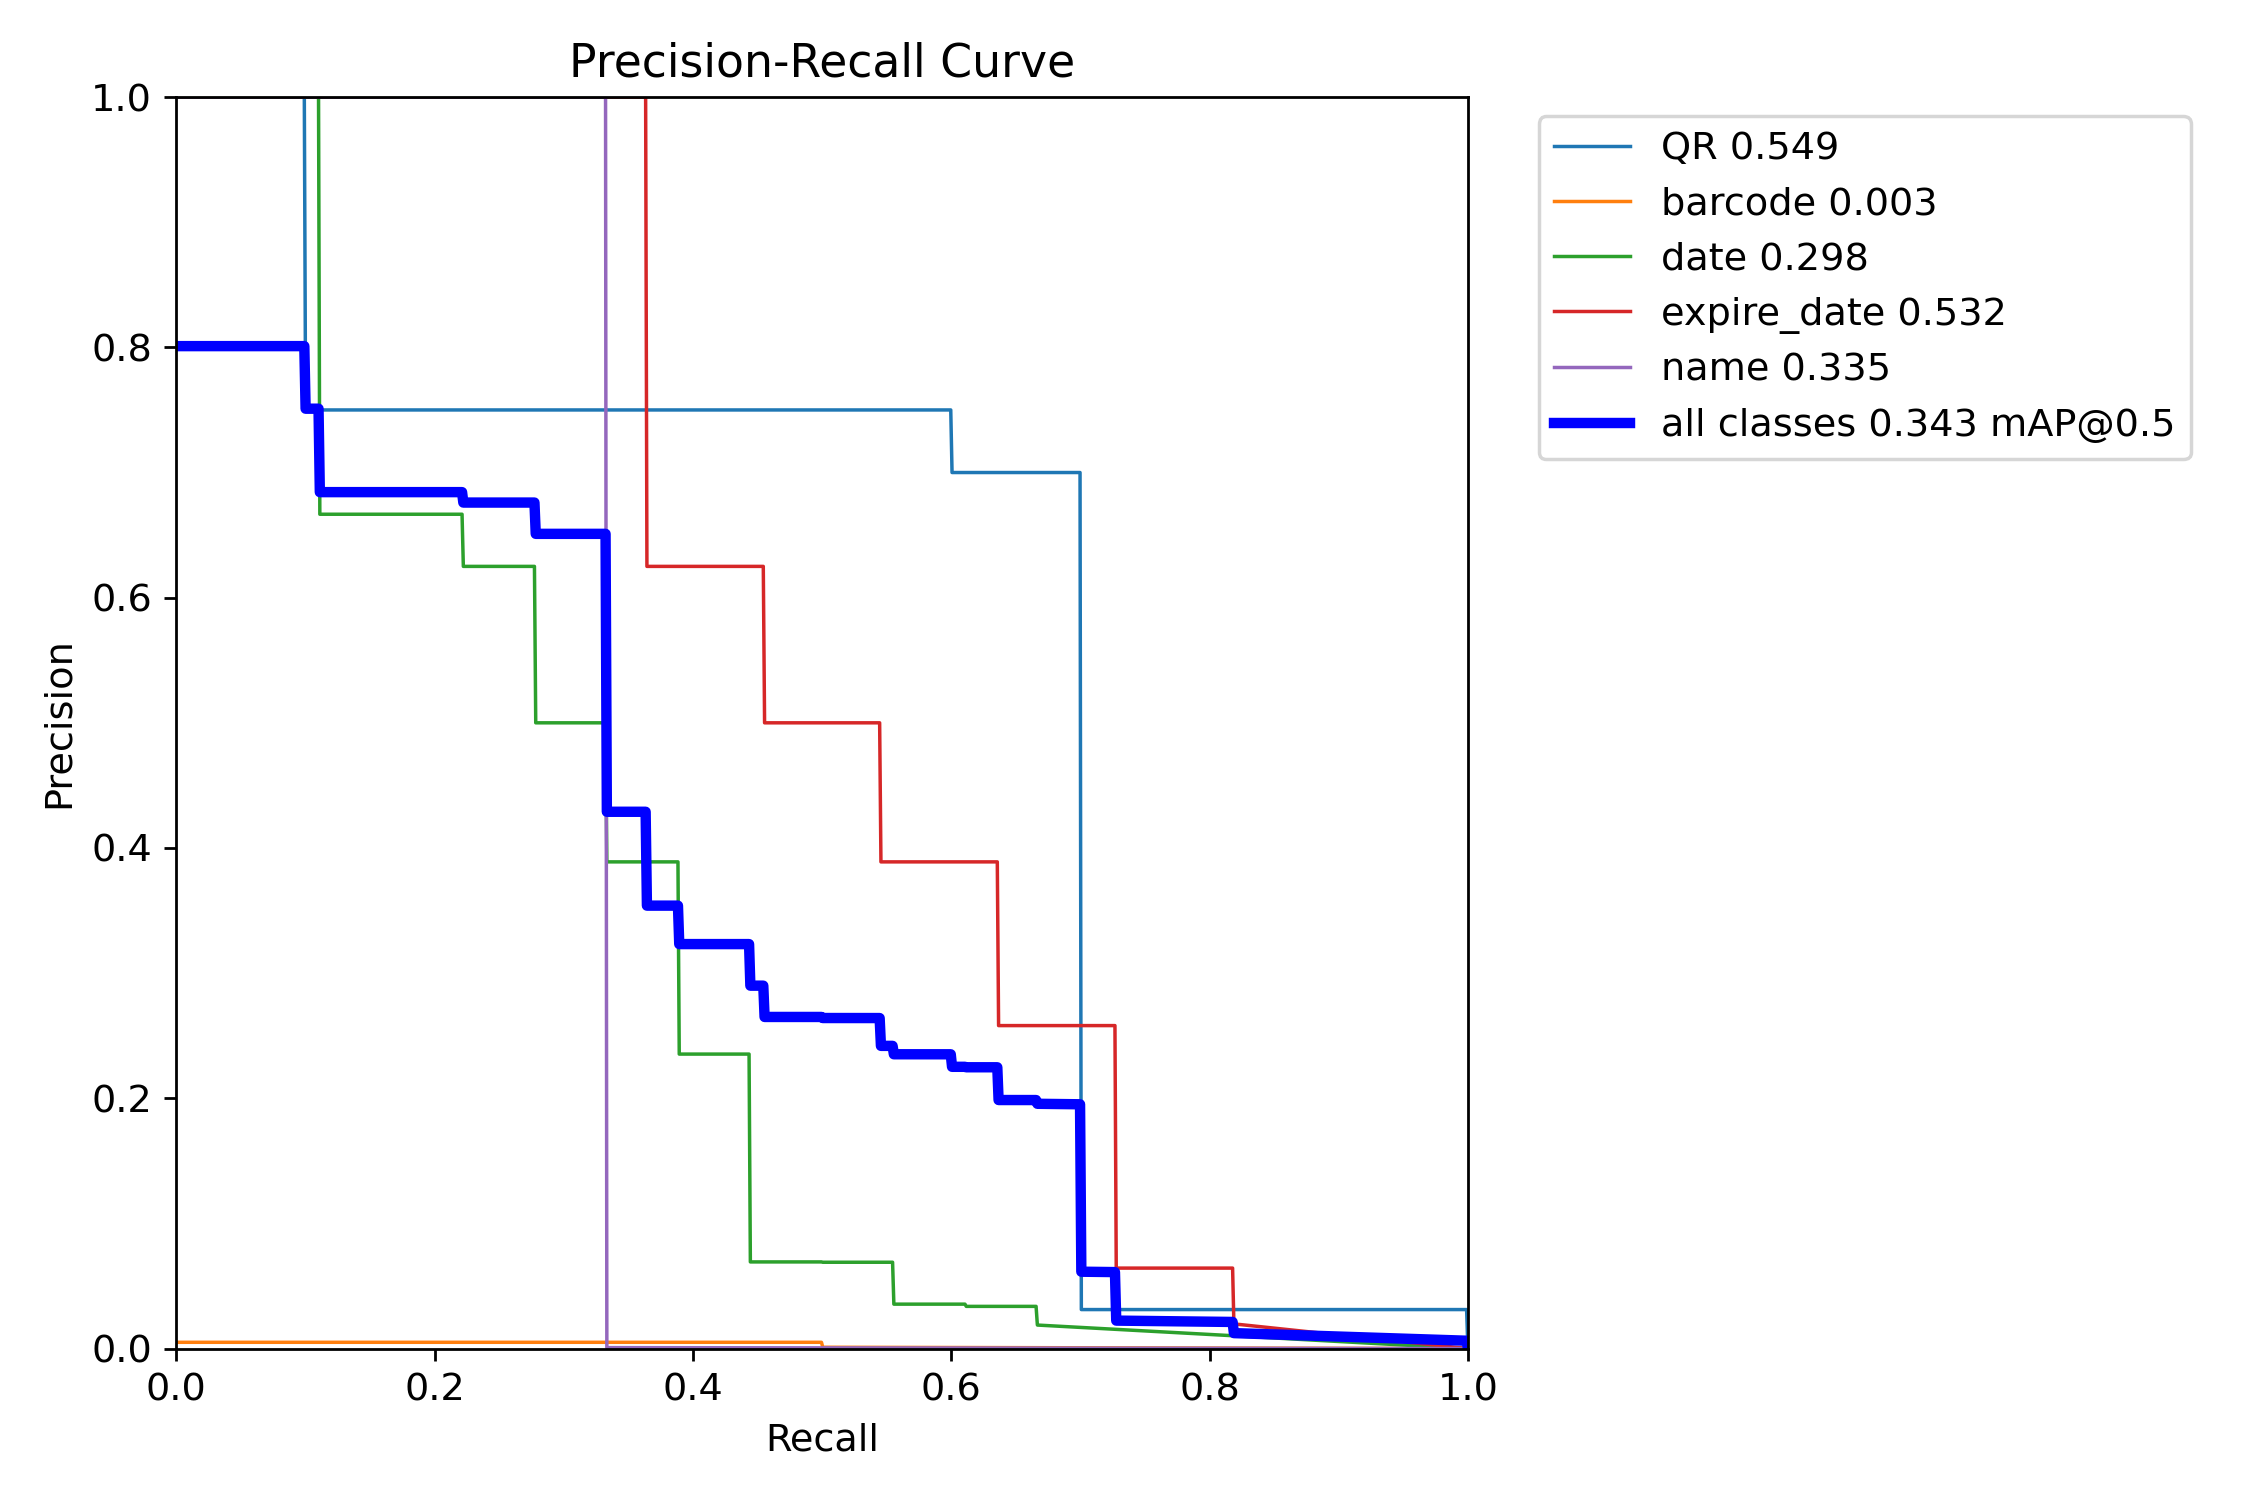 Precision-Recall Curve
1.0
0.8
0.6
0.4
0.2
0.0
Precision
0.0 0.2 0.4 0.6 0.8 1.0
Recall
QR 0.549
barcode 0.003
date 0.298
expire_date 0.532
name 0.335
all classes 0.343 mAP@0.5